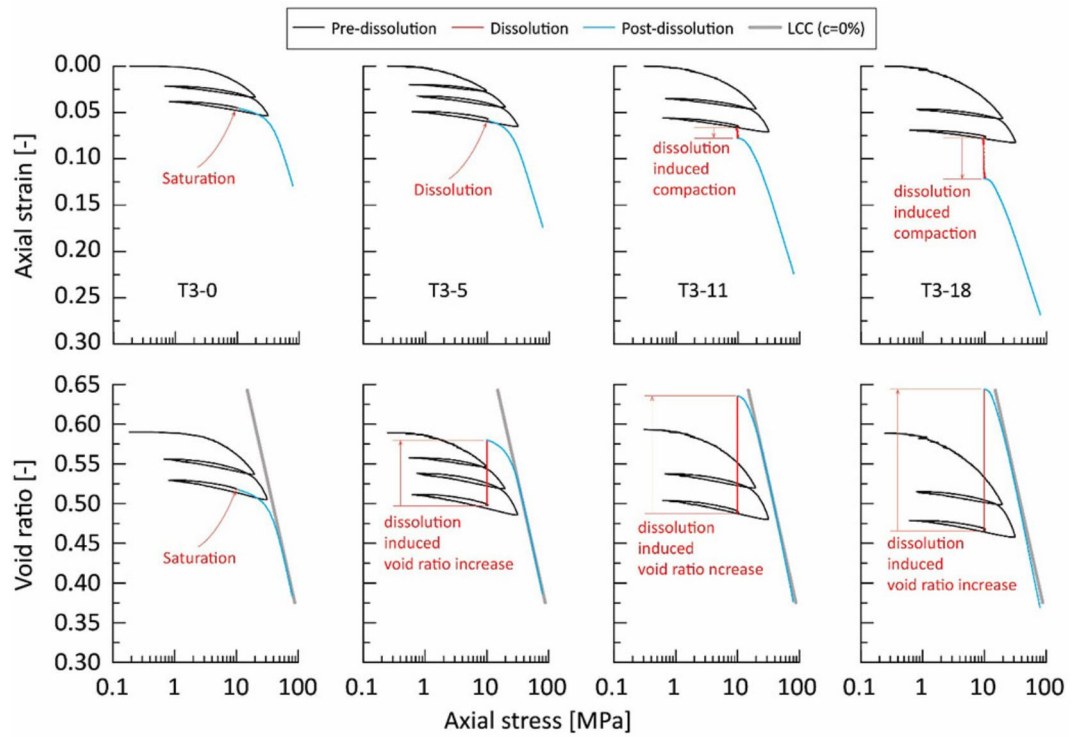 Pre-dissolution Dissolution Post-dissolution LCC (c=0%)
Axial strain [-]
0.00
0.05
0.10
0.15
0.20
0.25
0.30
Saturation
T3-0
Dissolution
T3-5
dissolution
induced
compaction
T3-11
dissolution
induced
compaction
T3-18
Void ratio [-]
0.65
0.60
0.55
0.50
0.45
0.40
0.35
0.30
Saturation
dissolution
induced
void ratio increase
dissolution
induced
void ratio ncrease
dissolution
induced
void ratio increase
0.1 1 10 100 0.1 1 10 100 0.1 1 10 100 0.1 1 10 100
Axial stress [MPa]